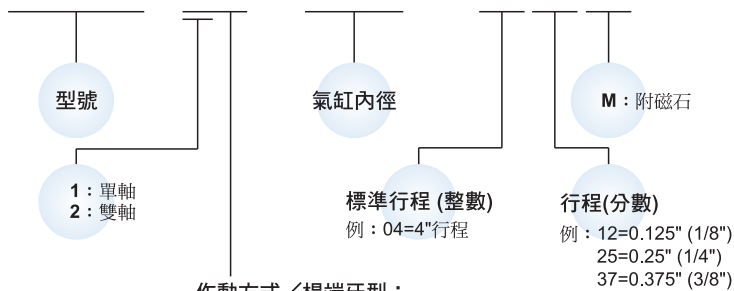 型號
氣缸內徑
M：附磁石
1：單軸
2：雙軸
標準行程 (整數)
例：04=4"行程
行程(分數)
例：12=0.125" (1/8")
25=0.25" (1/4")
37=0.375" (3/8")